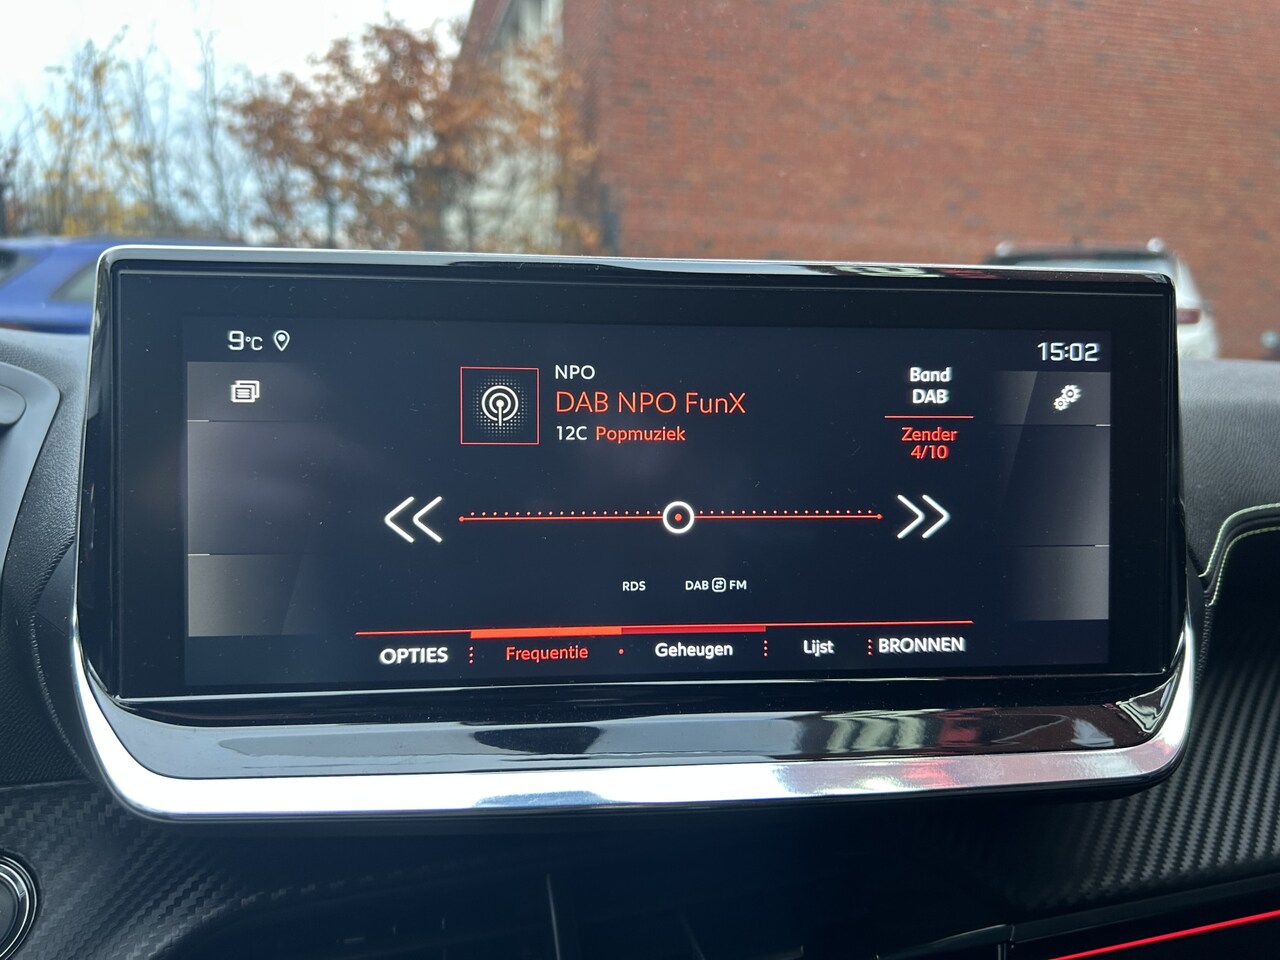 9°C
15:02
NPO
DAB NPO FunX
12C Popmuziek
Band
DAB
Zender
4/10
RDS
DAB FM
OPTIES
Frequentie
Geheugen
Lijst
BRONNEN